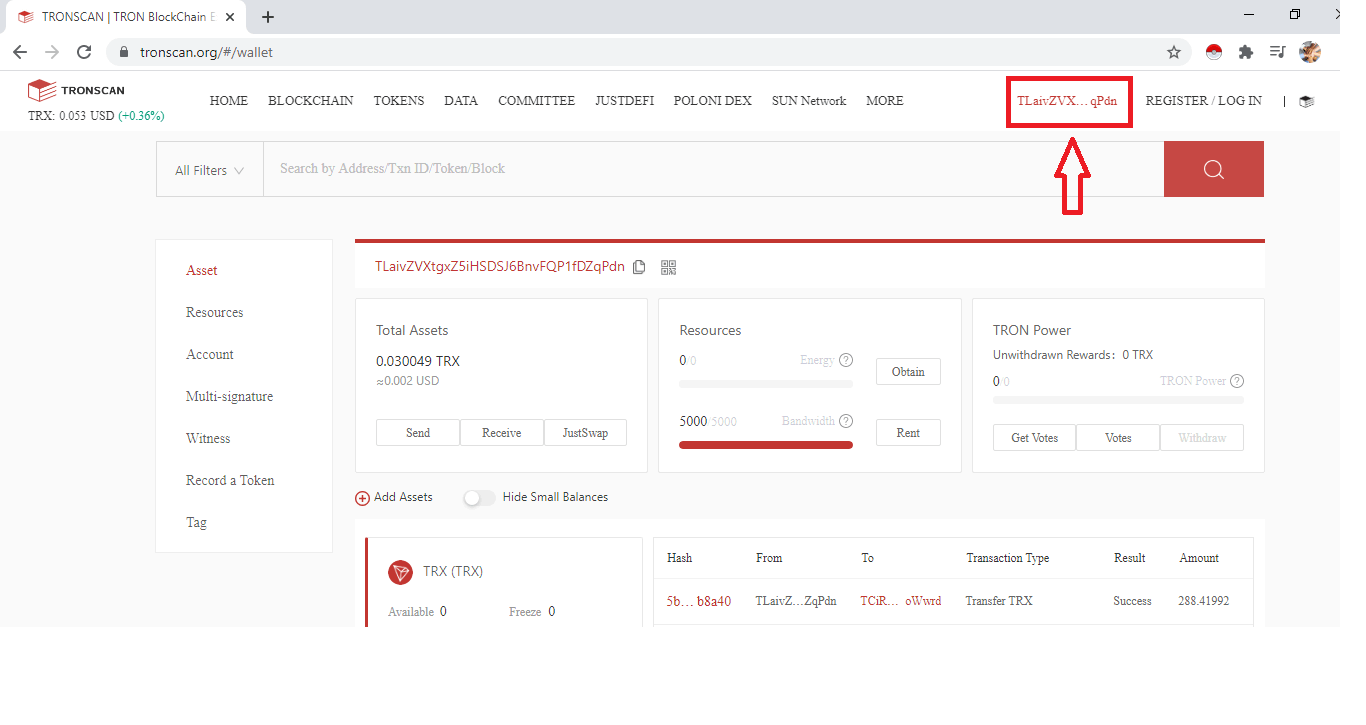 TRONSCAN | TRON BlockChain E
tronscan.org/#/wallet
TRONSCAN
TRX: 0.053 USD (+0.36%)
HOME BLOCKCHAIN TOKENS DATA COMMITTEE JUSTDEFI POLONI DEX SUN Network MORE
TLaivZVX... qPdn
REGISTER / LOG IN |
All Filters
Search by Address/Txn ID/Token/Block
Asset
Resources
Account
Multi-signature
Witness
Record a Token
Tag
TLaivZVXtgxZ5iHSDSJ6BnvFQP1fDZqPdn
Total Assets
0.030049 TRX
≈0.002 USD
Send Receive JustSwap
Resources
0/0 Energy ?
Obtain
5000/5000 Bandwidth ?
Rent
TRON Power
Unwithdrawn Rewards: 0 TRX
0/0 TRON Power ?
Get Votes Votes Withdraw
Add Assets Hide Small Balances
TRX (TRX)
Available 0 Freeze 0
Hash From To Transaction Type Result Amount
5b... b8a40 TLaivZ...ZqPdn TCiR... oWwrd Transfer TRX Success 288.41992